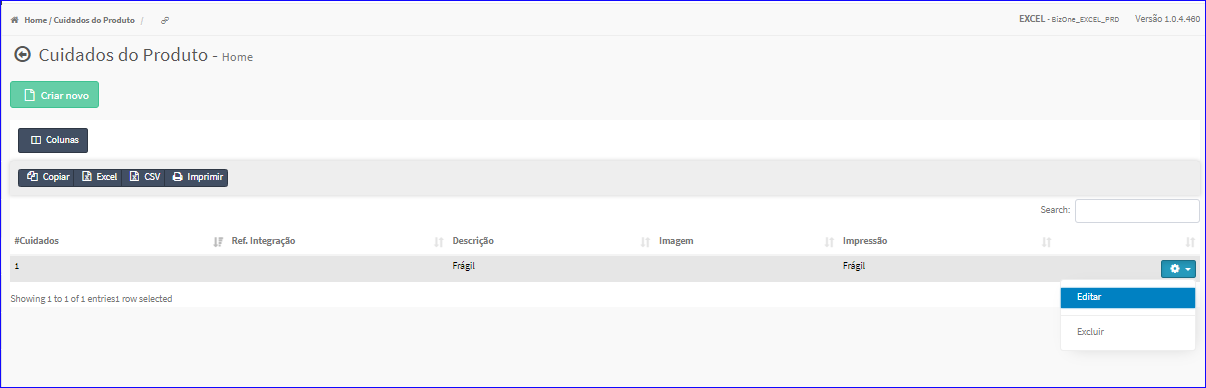 Home / Cuidados do Produto /
EXCEL - BizOne_EXCEL_PRD Versão 1.0.4.460
Cuidados do Produto - Home
Criar novo
Colunas
Copiar Excel CSV Imprimir
Search:
#Cuidados Ref. Integração Descrição Imagem Impressão
1 Frágil Frágil
Showing 1 to 1 of 1 entries1 row selected
Editar
Excluir